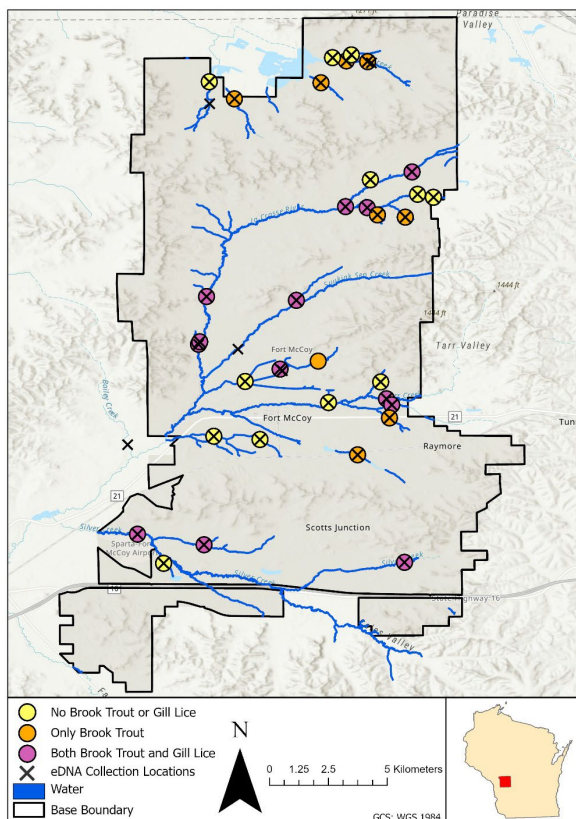 Paradise
Valley
La Crosse River
Squaw Creek
1444 ft
1444 ft
Tarr Valley
Fort McCoy
Bailey Creek
Fort McCoy
21
Tun
Raymore
21
Scotts Junction
Silver Creek
Sparta-Fort
McCoy Airport
Silver Creek
Silver Creek
16
State Highway 16
Valley
No Brook Trout or Gill Lice
Only Brook Trout
Both Brook Trout and Gill Lice
eDNA Collection Locations
Water
Base Boundary
N
0 1.25 2.5 5 Kilometers
GCS: WGS 1984